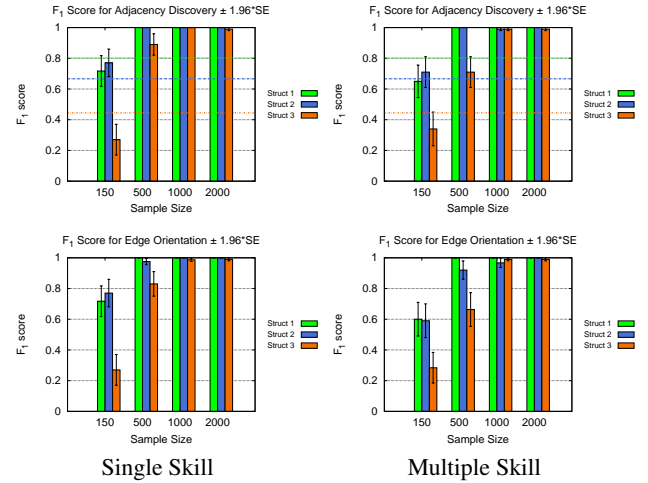 F1 Score for Adjacency Discovery ± 1.96*SE
F1 score
1
0.8
0.6
0.4
0.2
0
150 500 1000 2000
Sample Size
Struct 1
Struct 2
Struct 3
F1 Score for Adjacency Discovery ± 1.96*SE
F1 score
1
0.8
0.6
0.4
0.2
0
150 500 1000 2000
Sample Size
Struct 1
Struct 2
Struct 3
F1 Score for Edge Orientation ± 1.96*SE
F1 score
1
0.8
0.6
0.4
0.2
0
150 500 1000 2000
Sample Size
Struct 1
Struct 2
Struct 3
F1 Score for Edge Orientation ± 1.96*SE
F1 score
1
0.8
0.6
0.4
0.2
0
150 500 1000 2000
Sample Size
Struct 1
Struct 2
Struct 3
Single Skill
Multiple Skill